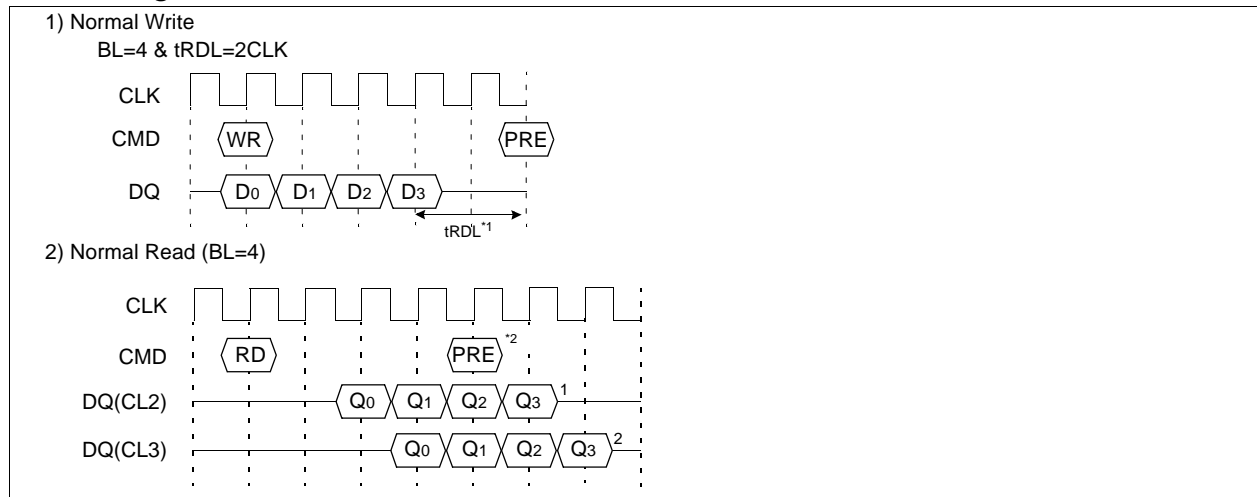 1) Normal Write
BL=4 & tRDL=2CLK
CLK
CMD WR PRE
DQ D0 D1 D2 D3
tRDL*1
2) Normal Read (BL=4)
CLK
CMD RD PRE *2
DQ(CL2) Q0 Q1 Q2 Q3 1
DQ(CL3) Q0 Q1 Q2 Q3 2